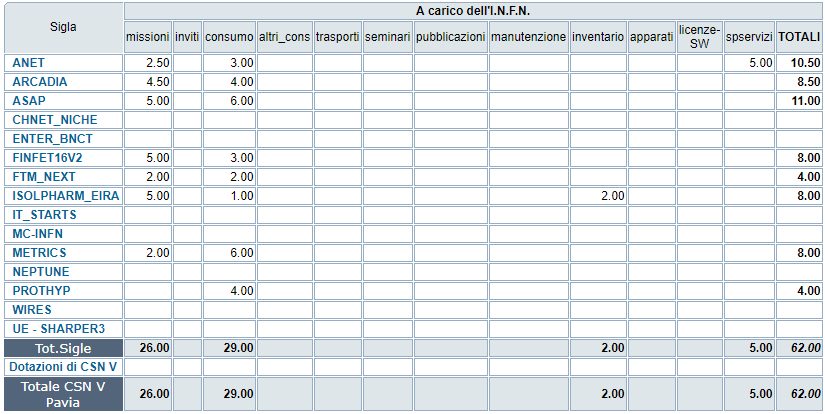 Sigla A carico dell'I.N.F.N.
missioni inviti consumo altri_cons trasporti seminari pubblicazioni manutenzione inventario apparati licenze-SW spservizi TOTALI
ANET 2.50 3.00 5.00 10.50
ARCADIA 4.50 4.00 8.50
ASAP 5.00 6.00 11.00
CHNET_NICHE
ENTER_BNCT
FINFET16V2 5.00 3.00 8.00
FTM_NEXT 2.00 2.00 4.00
ISOLPHARM_EIRA 5.00 1.00 2.00 8.00
IT_STARTS
MC-INFN
METRICS 2.00 6.00 8.00
NEPTUNE
PROTHYP 4.00 4.00
WIRES
UE - SHARPER3
Tot.Sigle 26.00 29.00 2.00 5.00 62.00
Dotazioni di CSN V
Totale CSN V Pavia 26.00 29.00 2.00 5.00 62.00